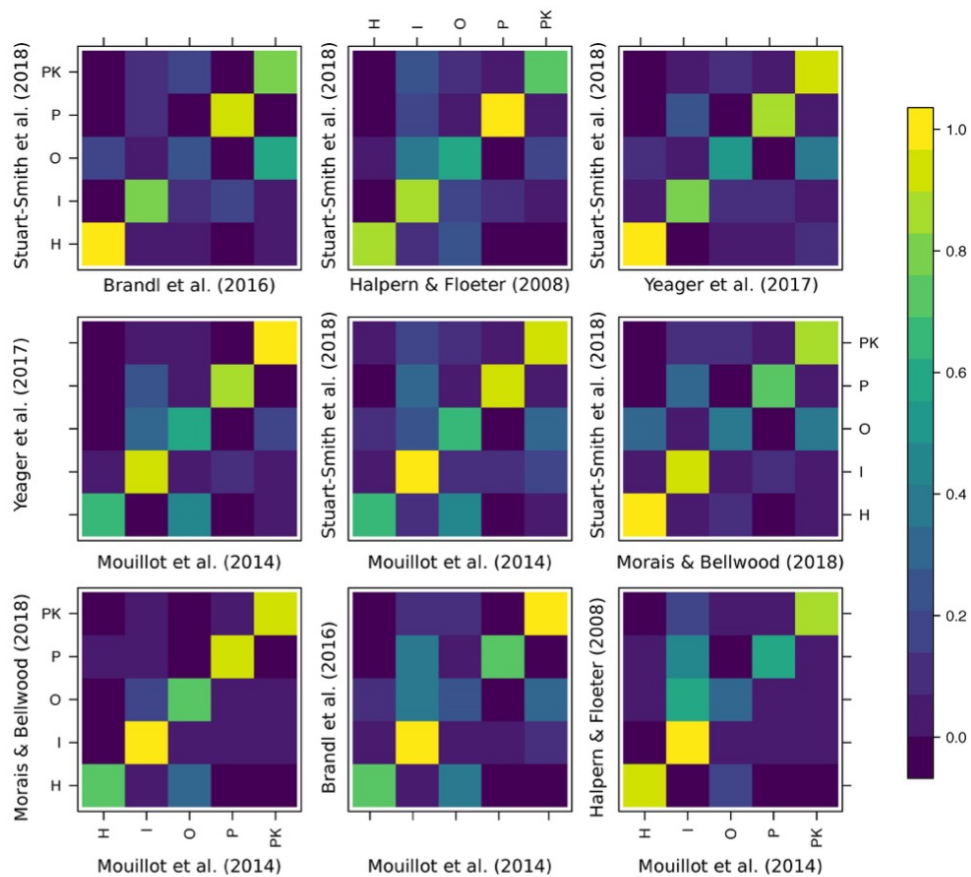 H I O P PK
Stuart-Smith et al. (2018)
PK
P
O
I
H
Brandl et al. (2016)
Stuart-Smith et al. (2018)
Halpern & Floeter (2008)
Stuart-Smith et al. (2018)
Yeager et al. (2017)
1.0
0.8
0.6
0.4
0.2
0.0
Yeager et al. (2017)
Mouillot et al. (2014)
Stuart-Smith et al. (2018)
Mouillot et al. (2014)
Stuart-Smith et al. (2018)
PK
P
O
I
H
Morais & Bellwood (2018)
Morais & Bellwood (2018)
PK
P
O
I
H
H I O P PK
Mouillot et al. (2014)
Brandl et al. (2016)
Mouillot et al. (2014)
Halpern & Floeter (2008)
H I O P PK
Mouillot et al. (2014)